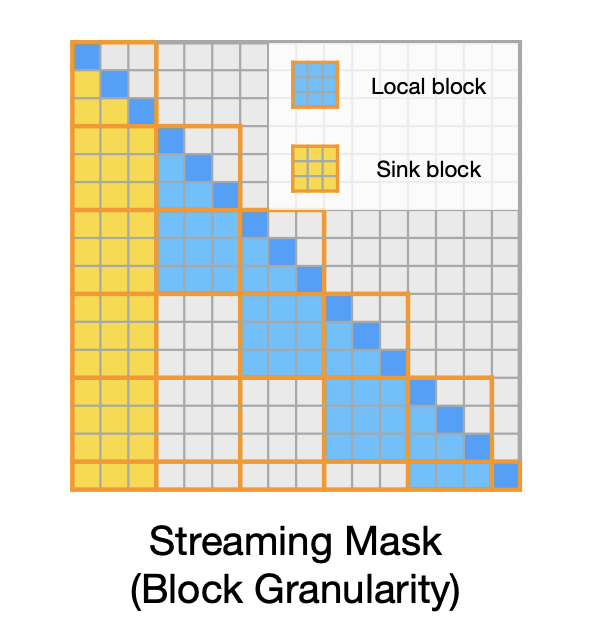 Local block
Sink block
Streaming Mask
(Block Granularity)